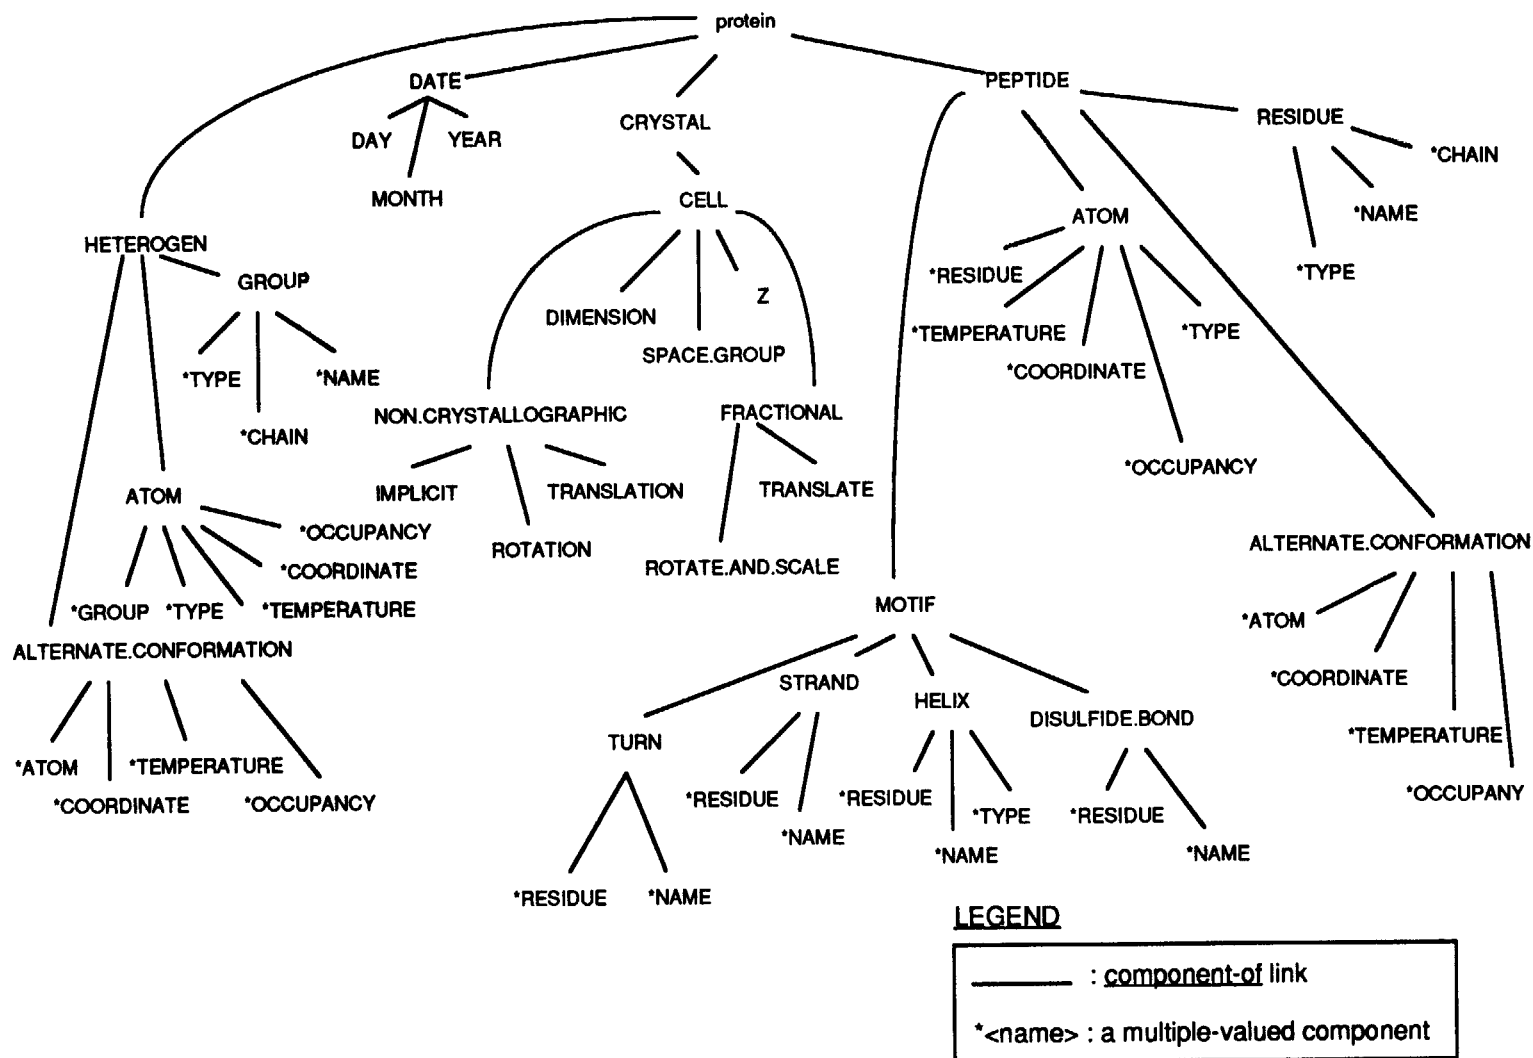 protein
DATE
PEPTIDE
DAY
YEAR
MONTH
CRYSTAL
RESIDUE
*CHAIN
*NAME
*TYPE
CELL
ATOM
HETEROGEN
GROUP
*TYPE
*NAME
*CHAIN
DIMENSION
Z
SPACE.GROUP
*RESIDUE
*TEMPERATURE
*TYPE
*COORDINATE
*OCCUPANCY
NON.CRYSTALLOGRAPHIC
FRACTIONAL
IMPLICIT
TRANSLATION
ROTATION
TRANSLATE
ROTATE.AND.SCALE
ATOM
*OCCUPANCY
*COORDINATE
*GROUP
*TYPE
*TEMPERATURE
ALTERNATE.CONFORMATION
*ATOM
*TEMPERATURE
*COORDINATE
*OCCUPANCY
MOTIF
STRAND
HELIX
DISULFIDE.BOND
TURN
*RESIDUE
*NAME
*RESIDUE
*TYPE
*NAME
*RESIDUE
*NAME
*RESIDUE
*NAME
ALTERNATE.CONFORMATION
*ATOM
*COORDINATE
*TEMPERATURE
*OCCUPANY
LEGEND
: component-of link
*<name> : a multiple-valued component